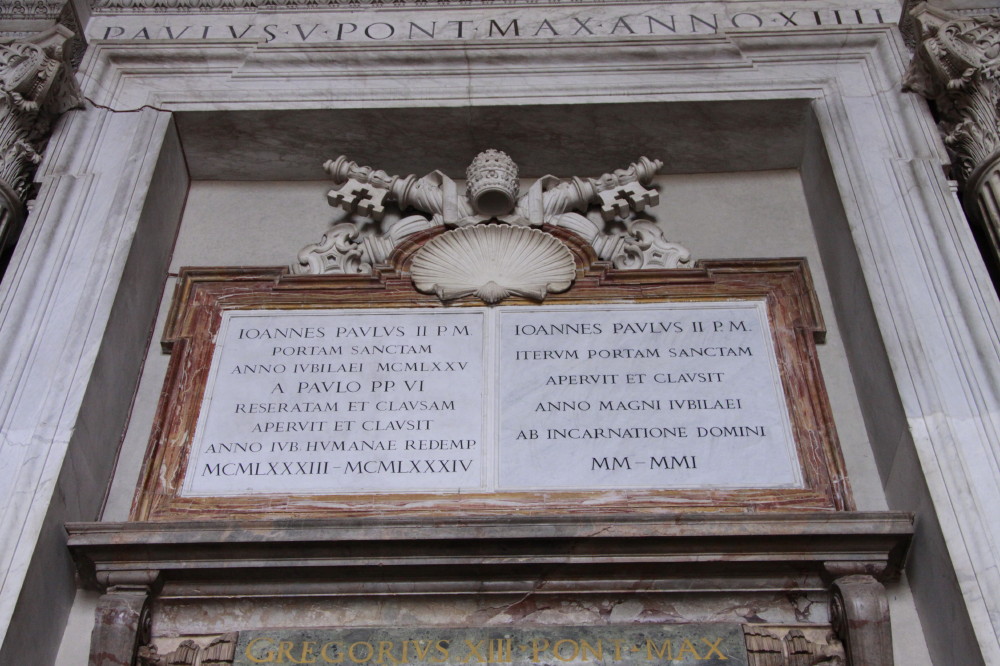 PAVLVS·V·PONT·MAX·ANNO·XIIII
IOANNES PAVLVS II P.M.
PORTAM SANCTAM
ANNO IVBILAEI MCMLXXV
A PAVLO PP. VI
RESERATAM ET CLAVSAM
APERVIT ET CLAVSIT
ANNO IVB. HVMANAE REDEMP.
MCMLXXXIII – MCMLXXXIV
IOANNES PAVLVS II P.M.
ITERVM PORTAM SANCTAM
APERVIT ET CLAVSIT
ANNO MAGNI IVBILAEI
AB INCARNATIONE DOMINI
MM – MMI
GREGORIVS·XIII·PONT·MAX